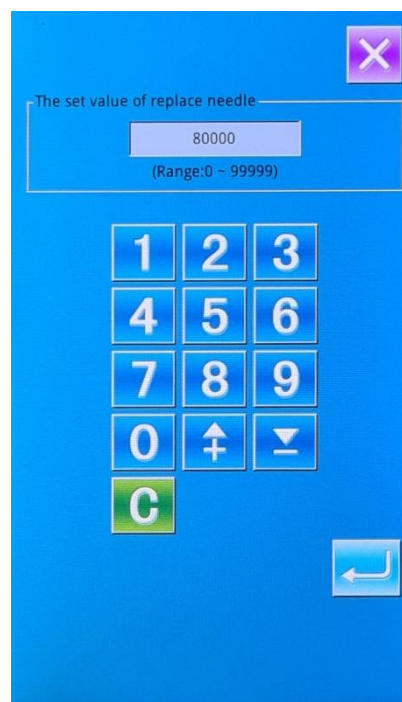 The set value of replace needle
80000
(Range:0 ~ 99999)
1 2 3
4 5 6
7 8 9
0 + −
C